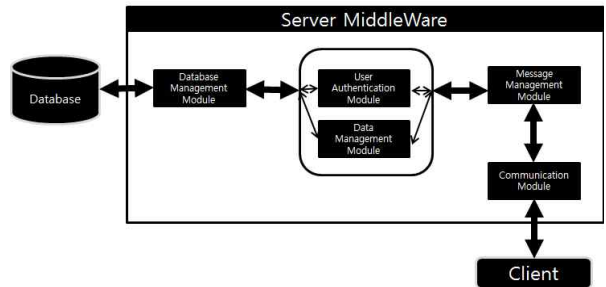 Server MiddleWare
Database
Database
Management
Module
User
Authentication
Module
Data
Management
Module
Message
Management
Module
Communication
Module
Client